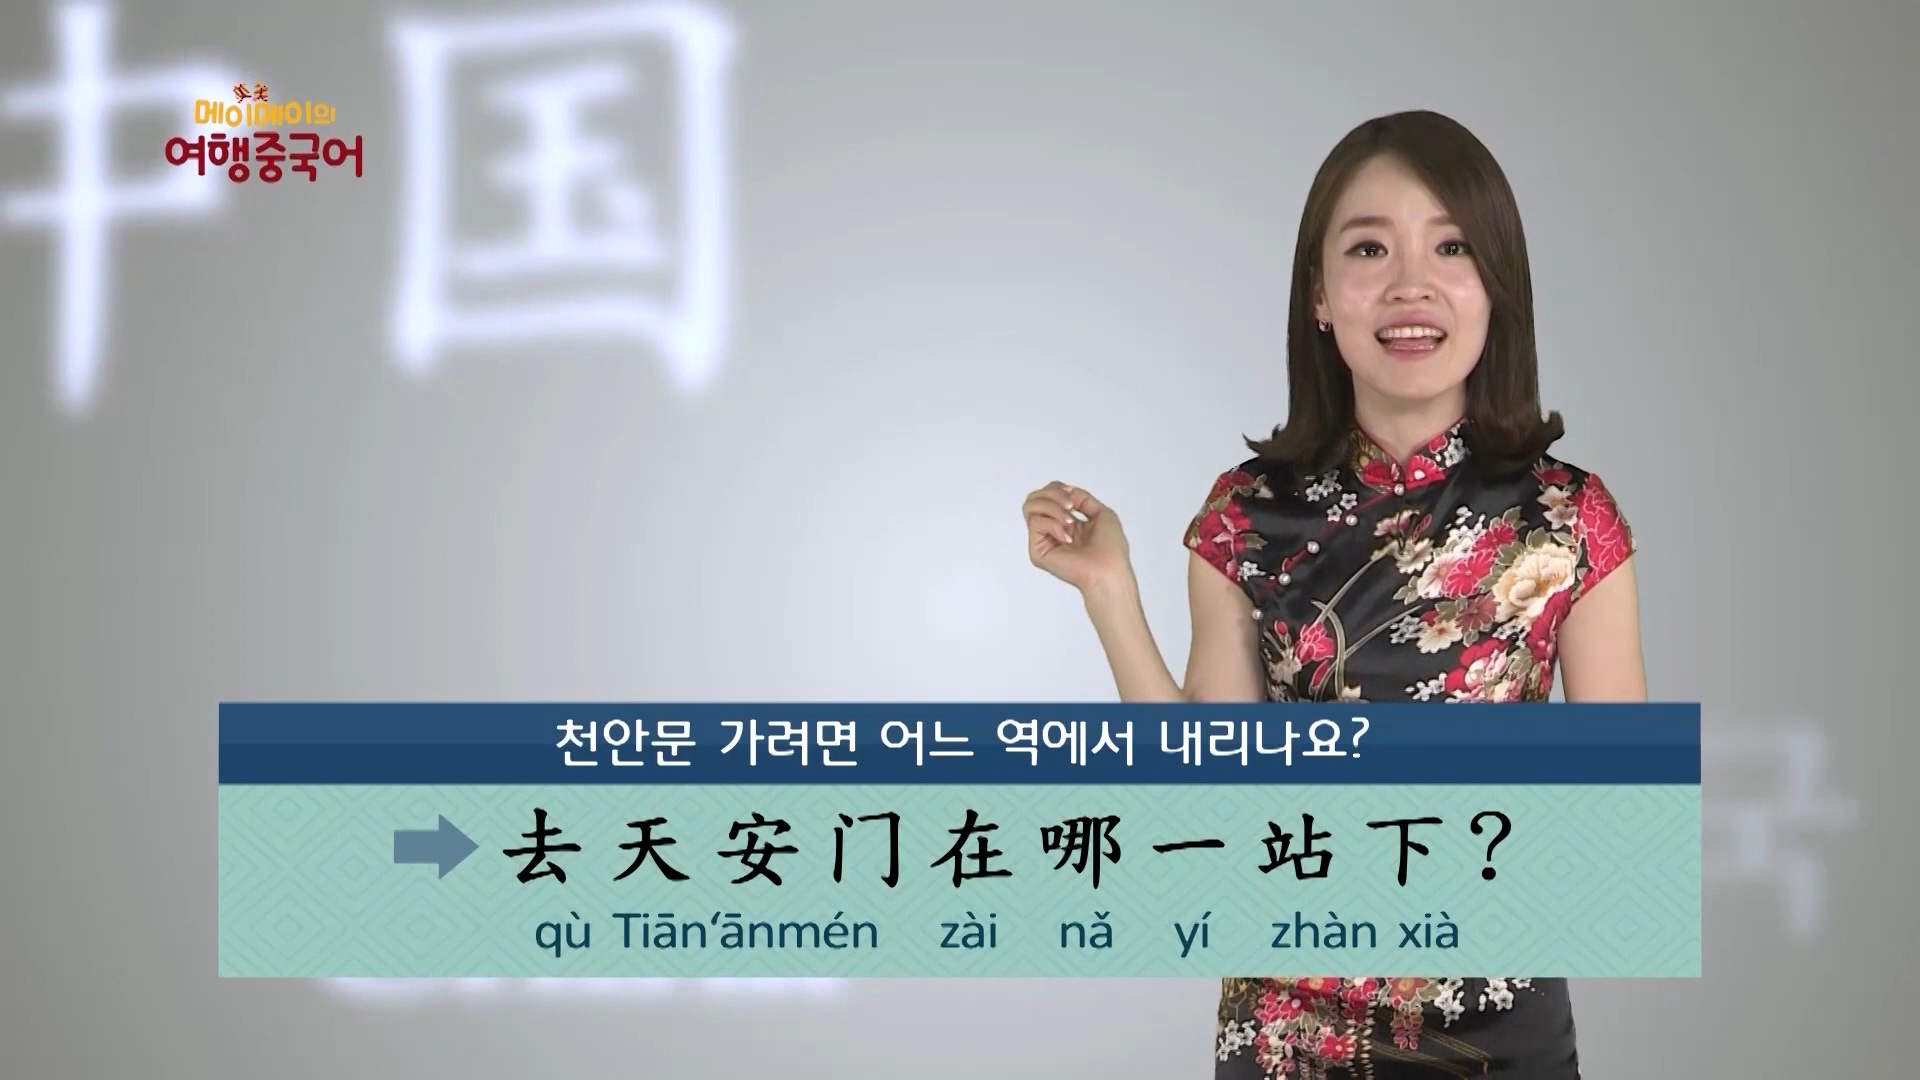 中国
메이메이의
여행중국어
천안문 가려면 어느 역에서 내리나요?
去天安门在哪一站下?
qù Tiān‘ānmén zài nǎ yí zhàn xià